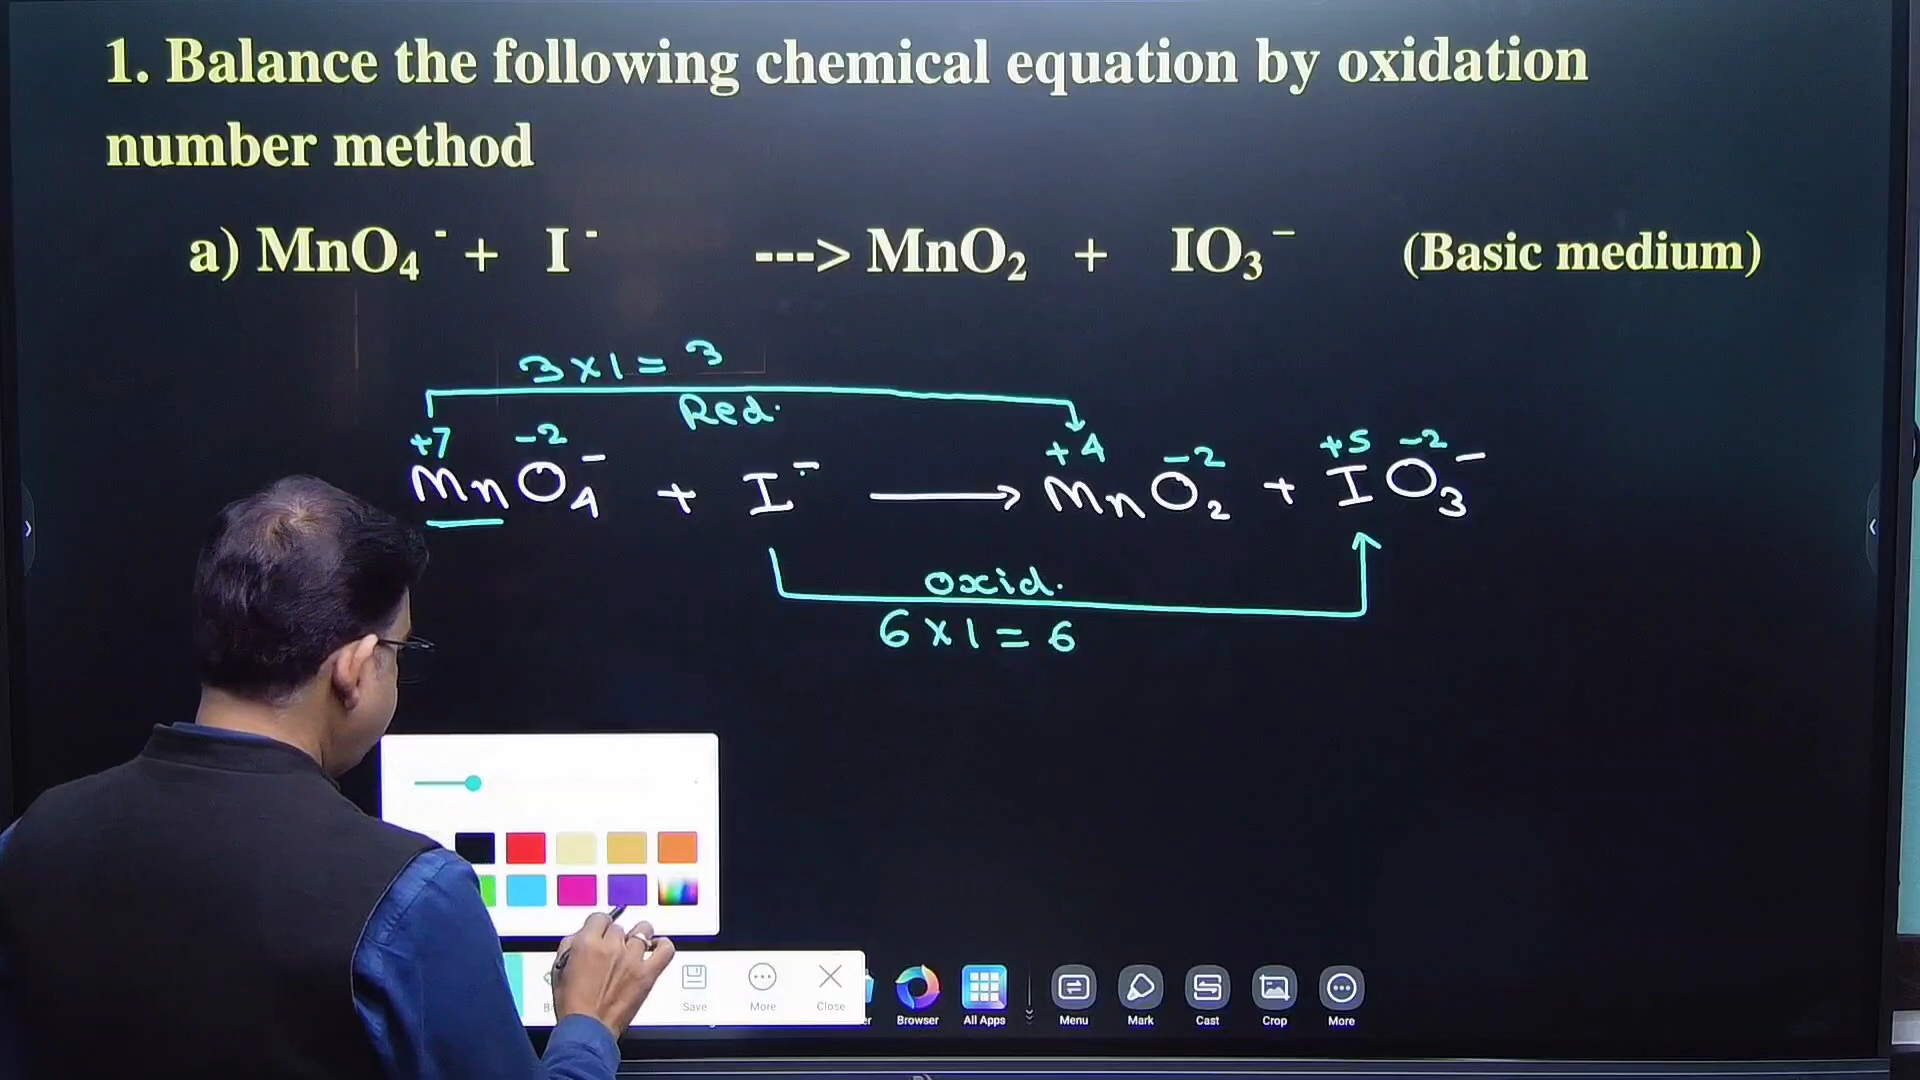 1. Balance the following chemical equation by oxidation
number method
a) MnO₄⁻ + I⁻ ---> MnO₂ + IO₃⁻ (Basic medium)
3 × 1 = 3
Red.
+7 -2 +4 -2 +5 -2
MnO₄⁻ + I⁻ ⟶ MnO₂ + IO₃⁻
oxid.
6 × 1 = 6
Save More Close Browser All Apps Menu Mark Cast Crop More